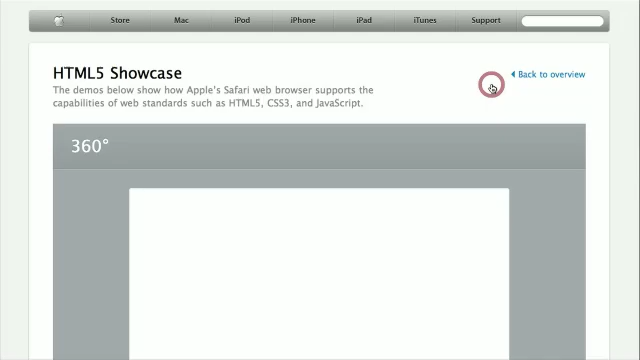 Store Mac iPod iPhone iPad iTunes Support
HTML5 Showcase
Back to overview
The demos below show how Apple's Safari web browser supports the
capabilities of web standards such as HTML5, CSS3, and JavaScript.
360°